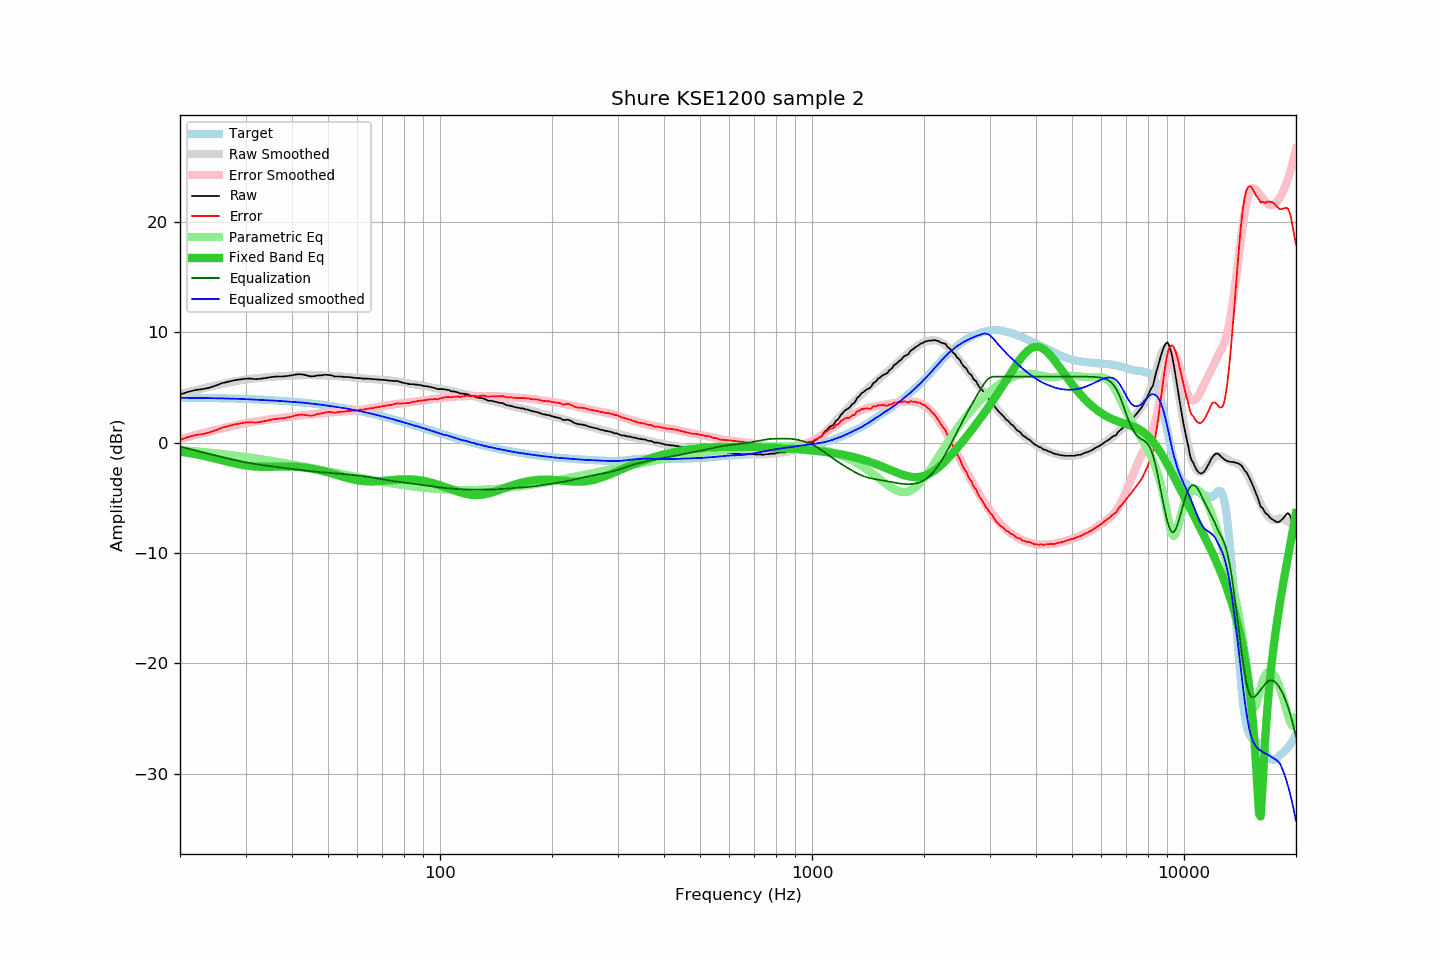 Shure KSE1200 sample 2
Target
Raw Smoothed
Error Smoothed
Raw
Error
Parametric Eq
Fixed Band Eq
Equalization
Equalized smoothed
Amplitude (dBr)
20
10
0
−10
−20
−30
100 1000 10000
Frequency (Hz)